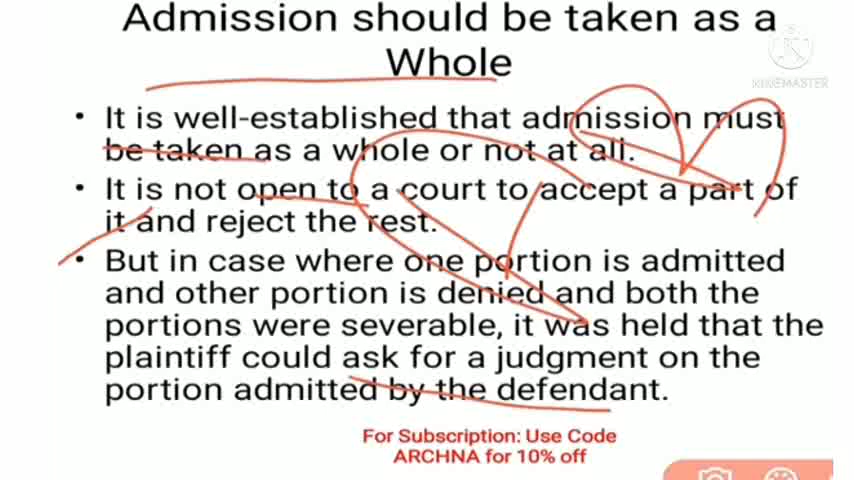 Admission should be taken as a
Whole
KINEMASTER
• It is well-established that admission must
be taken as a whole or not at all.
• It is not open to a court to accept a part of
it and reject the rest.
• But in case where one portion is admitted
and other portion is denied and both the
portions were severable, it was held that the
plaintiff could ask for a judgment on the
portion admitted by the defendant.
For Subscription: Use Code
ARCHNA for 10% off